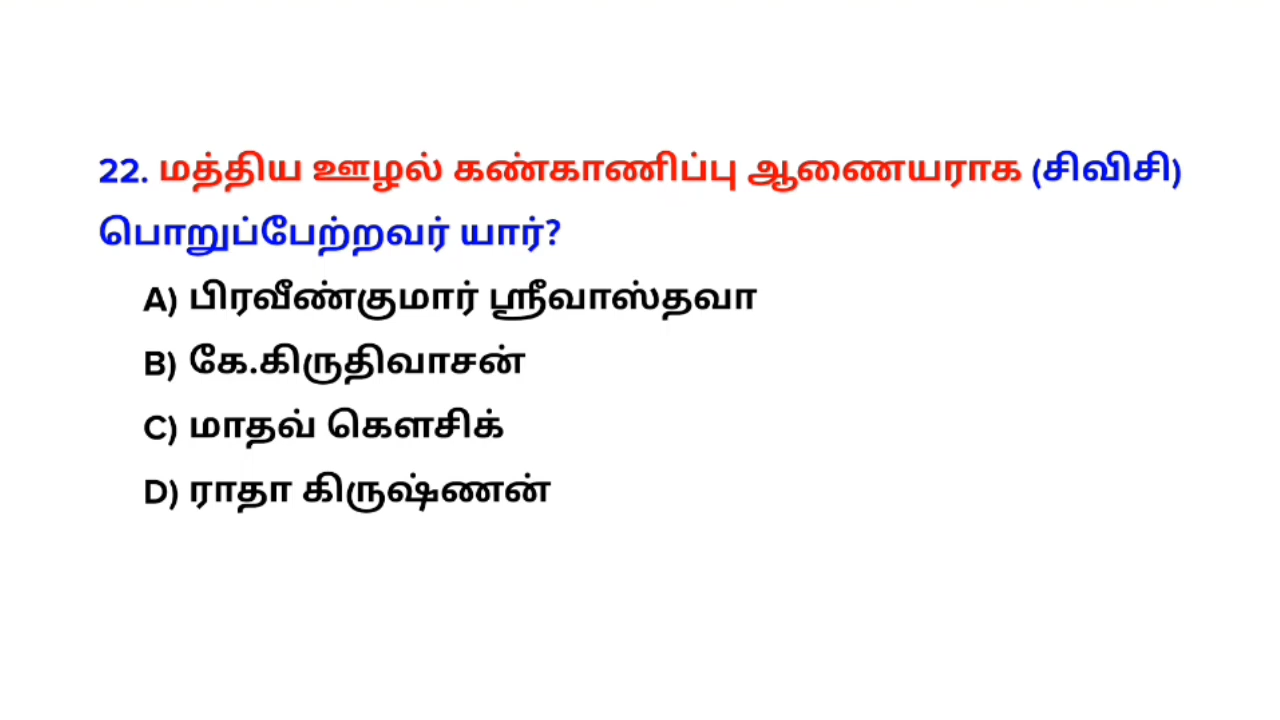 22. மத்திய ஊழல் கண்காணிப்பு ஆணையராக (சிவிசி)
பொறுப்பேற்றவர் யார்?
A) பிரவீண்குமார் ஸ்ரீவாஸ்தவா
B) கே.கிருதிவாசன்
C) மாதவ் கௌசிக்
D) ராதா கிருஷ்ணன்